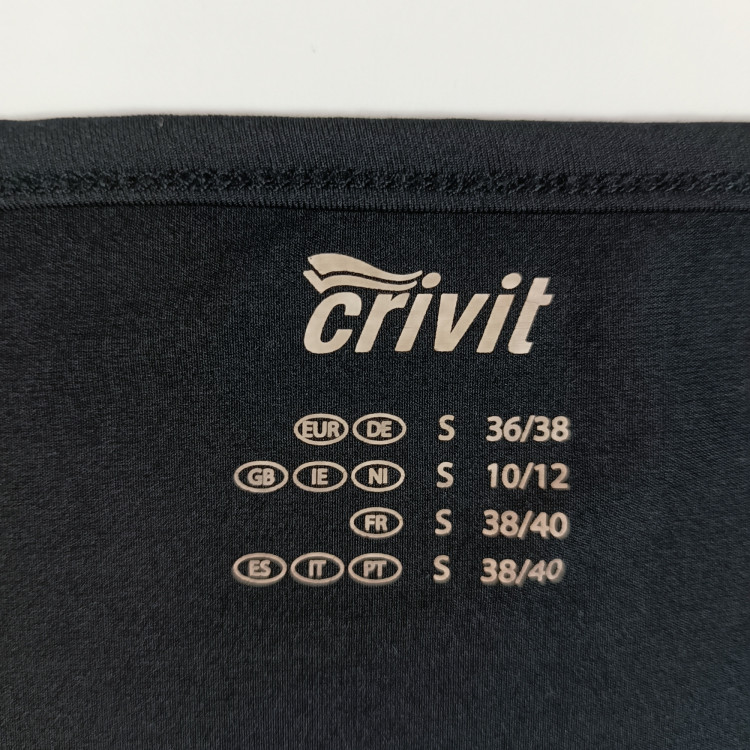 crivit
EUR DE S 36/38
GB IE NI S 10/12
FR S 38/40
ES IT PT S 38/40